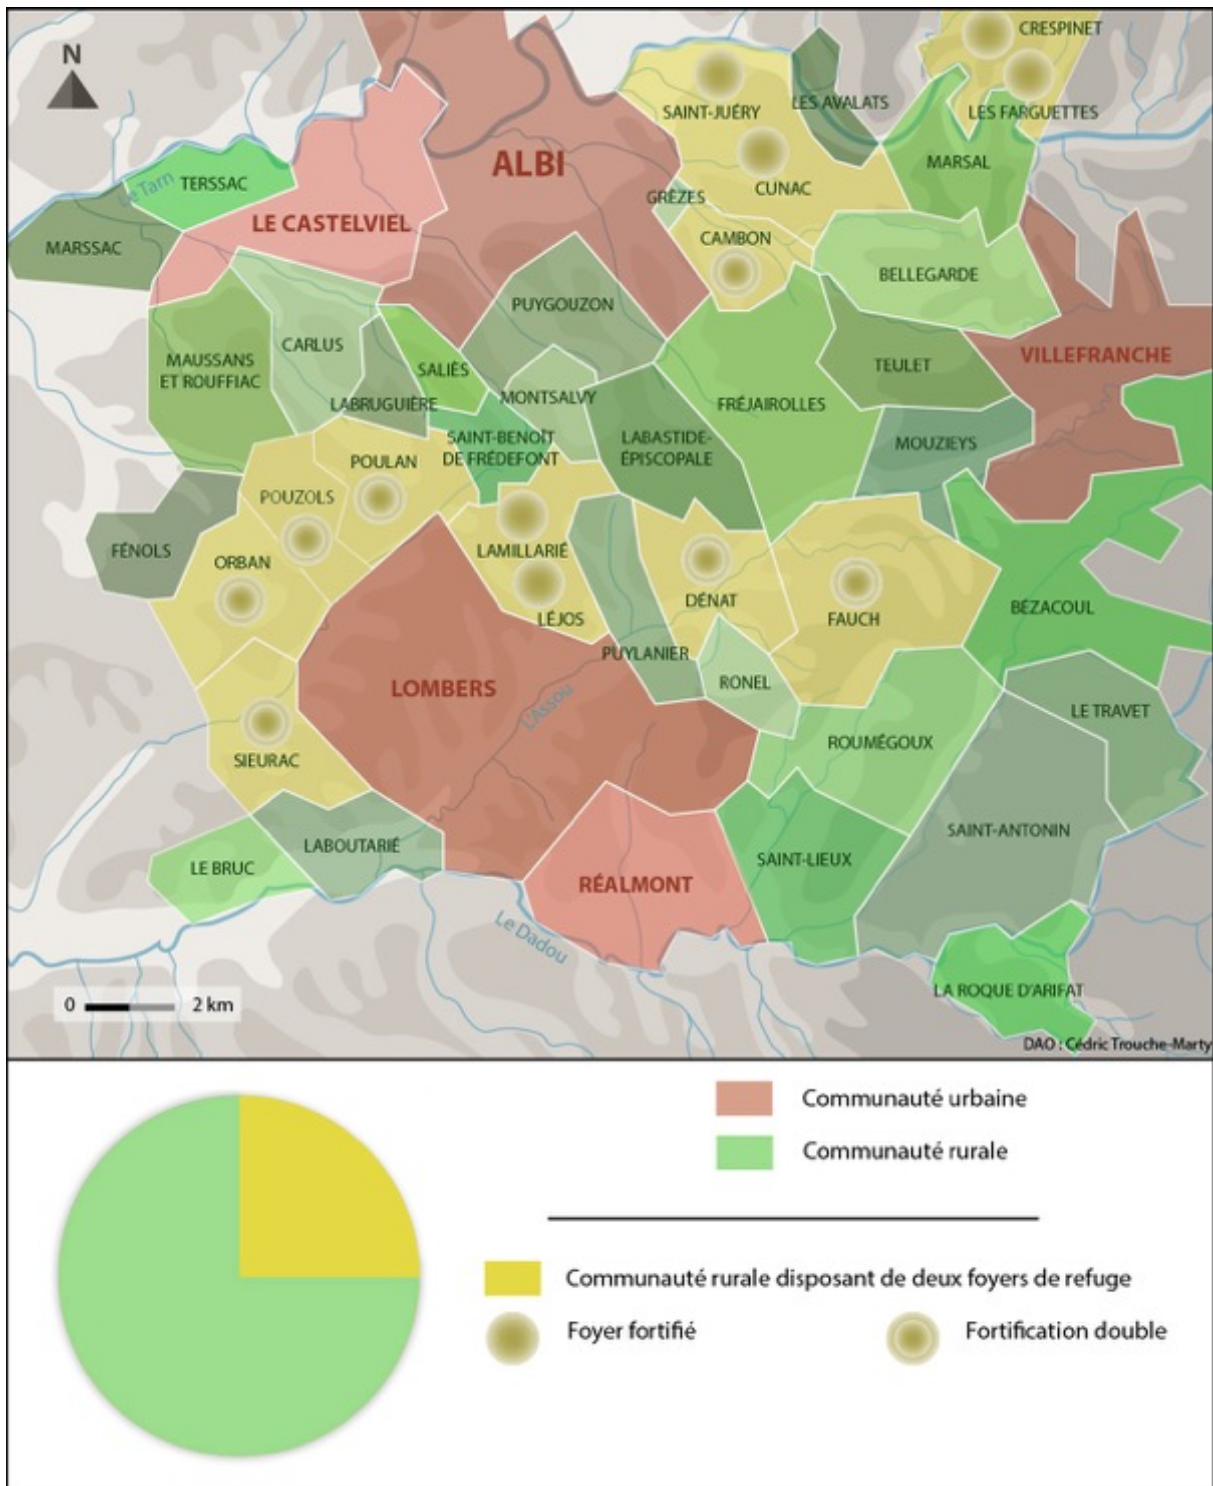 N
CRESPINET
SAINT-JUÉRY
LES AVALATS
LES FARGUETTES
ALBI
MARSAL
TERSSAC
Le Tarn
CUNAC
GRÈZES
LE CASTELVIEL
CAMBON
MARSSAC
BELLEGARDE
PUYGOUZON
CARLUS
VILLEFRANCHE
MAUSSANS
ET ROUFFIAC
SALIÈS
TEULET
MONTSALVY
LABRUGUIÈRE
FRÉJAIROLLES
SAINT-BENOÎT
DE FRÉDEFONT
LABASTIDE-
ÉPISCOPALE
MOUZIEYS
POULAN
POUZOLS
FÉNOLS
LAMILLARIÉ
ORBAN
DÉNAT
BÉZACOUL
LÉJOS
FAUCH
PUYLANIER
LOMBERS
RONEL
L'Assou
LE TRAVET
ROUMÉGOUX
SIEURAC
SAINT-ANTONIN
LABOUTARIÉ
SAINT-LIEUX
LE BRUC
RÉALMONT
Le Dadou
LA ROQUE D'ARIFAT
0 2 km
DAO : Cédric Trouche-Marty
Communauté urbaine
Communauté rurale
Communauté rurale disposant de deux foyers de refuge
Foyer fortifié
Fortification double